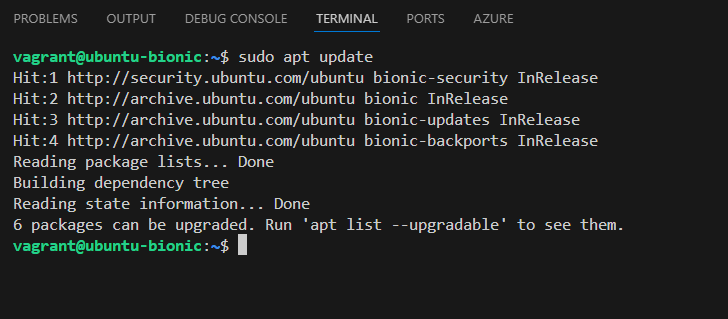 PROBLEMS OUTPUT DEBUG CONSOLE TERMINAL PORTS AZURE
vagrant@ubuntu-bionic:~$ sudo apt update
Hit:1 http://security.ubuntu.com/ubuntu bionic-security InRelease
Hit:2 http://archive.ubuntu.com/ubuntu bionic InRelease
Hit:3 http://archive.ubuntu.com/ubuntu bionic-updates InRelease
Hit:4 http://archive.ubuntu.com/ubuntu bionic-backports InRelease
Reading package lists... Done
Building dependency tree
Reading state information... Done
6 packages can be upgraded. Run 'apt list --upgradable' to see them.
vagrant@ubuntu-bionic:~$